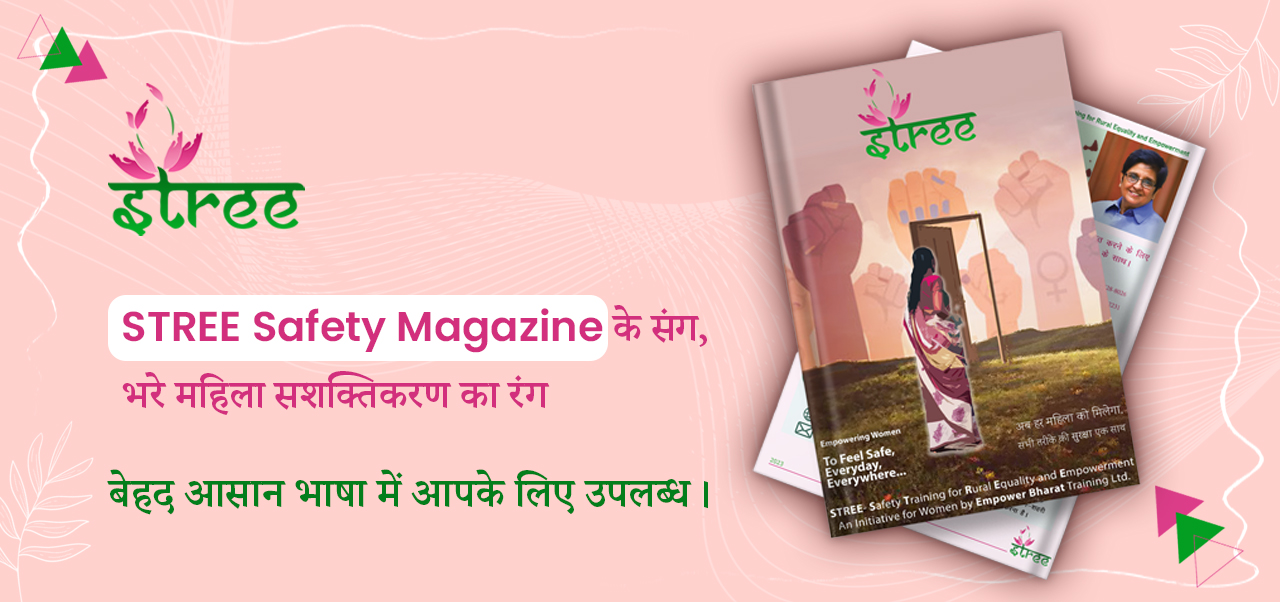 stree
STREE Safety Magazine के संग,
भरे महिला सशक्तिकरण का रंग
बेहद आसान भाषा में आपके लिए उपलब्ध।
stree
Empowering Women
To Feel Safe,
Everyday,
Everywhere...
अब हर महिला को मिलेगा,
सभी तरीके की सुरक्षा एक साथ
STREE- Safety Training for Rural Equality and Empowerment
An Initiative for Women by Empower Bharat Training Ltd.
for Rural Equality and Empowerment
करने के लिए
के साथ।
2023
stree